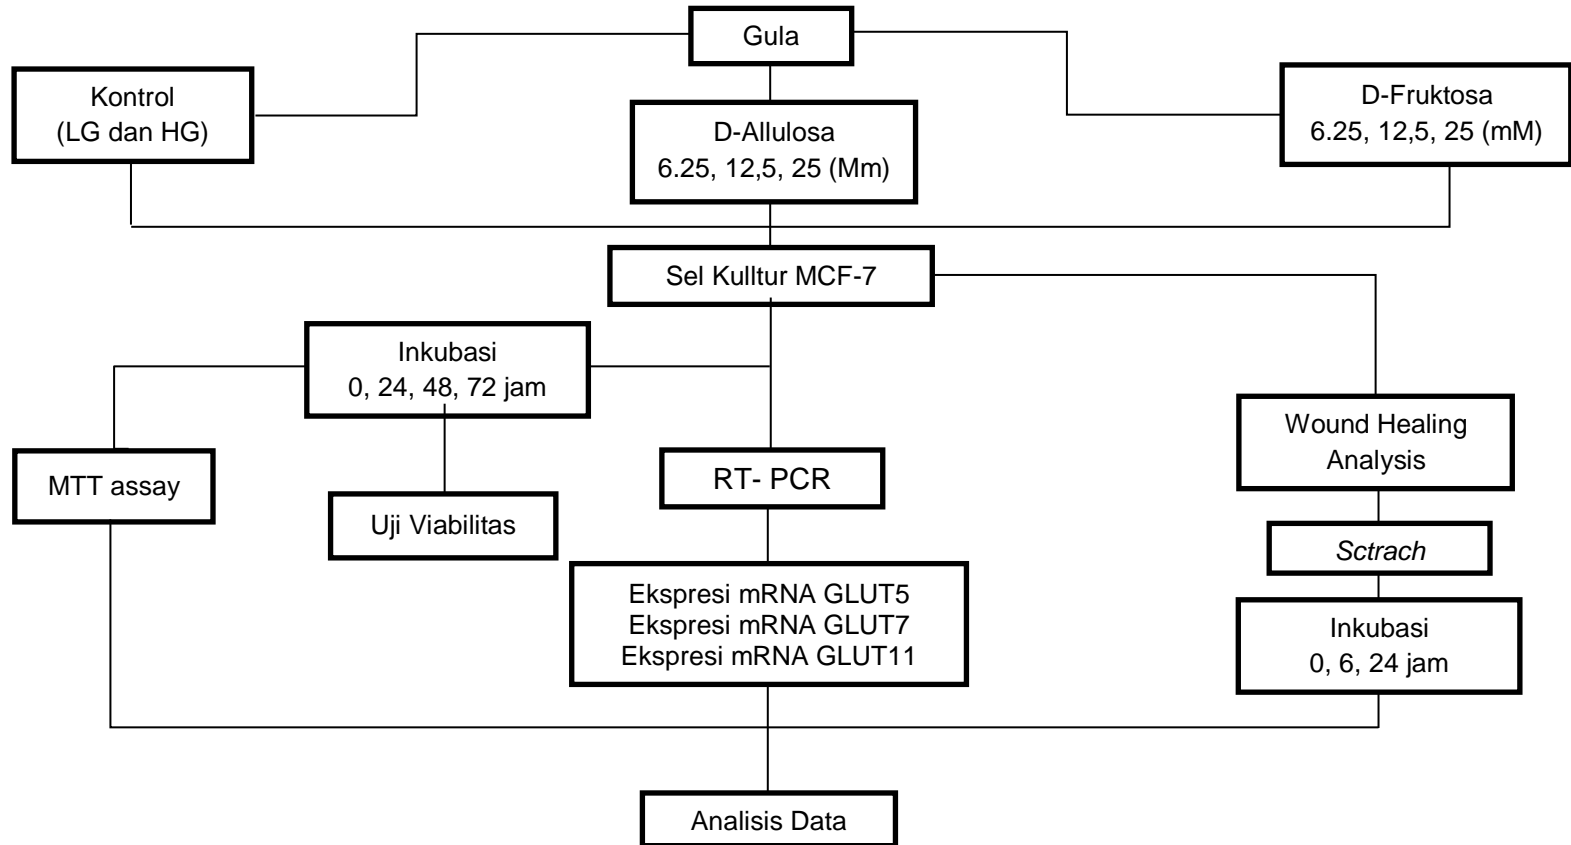 Gula
Kontrol
(LG dan HG)
D-Allulosa
6.25, 12,5, 25 (Mm)
D-Fruktosa
6.25, 12,5, 25 (mM)
Sel Kulltur MCF-7
Inkubasi
0, 24, 48, 72 jam
MTT assay
Uji Viabilitas
RT- PCR
Ekspresi mRNA GLUT5
Ekspresi mRNA GLUT7
Ekspresi mRNA GLUT11
Wound Healing
Analysis
Sctrach
Inkubasi
0, 6, 24 jam
Analisis Data